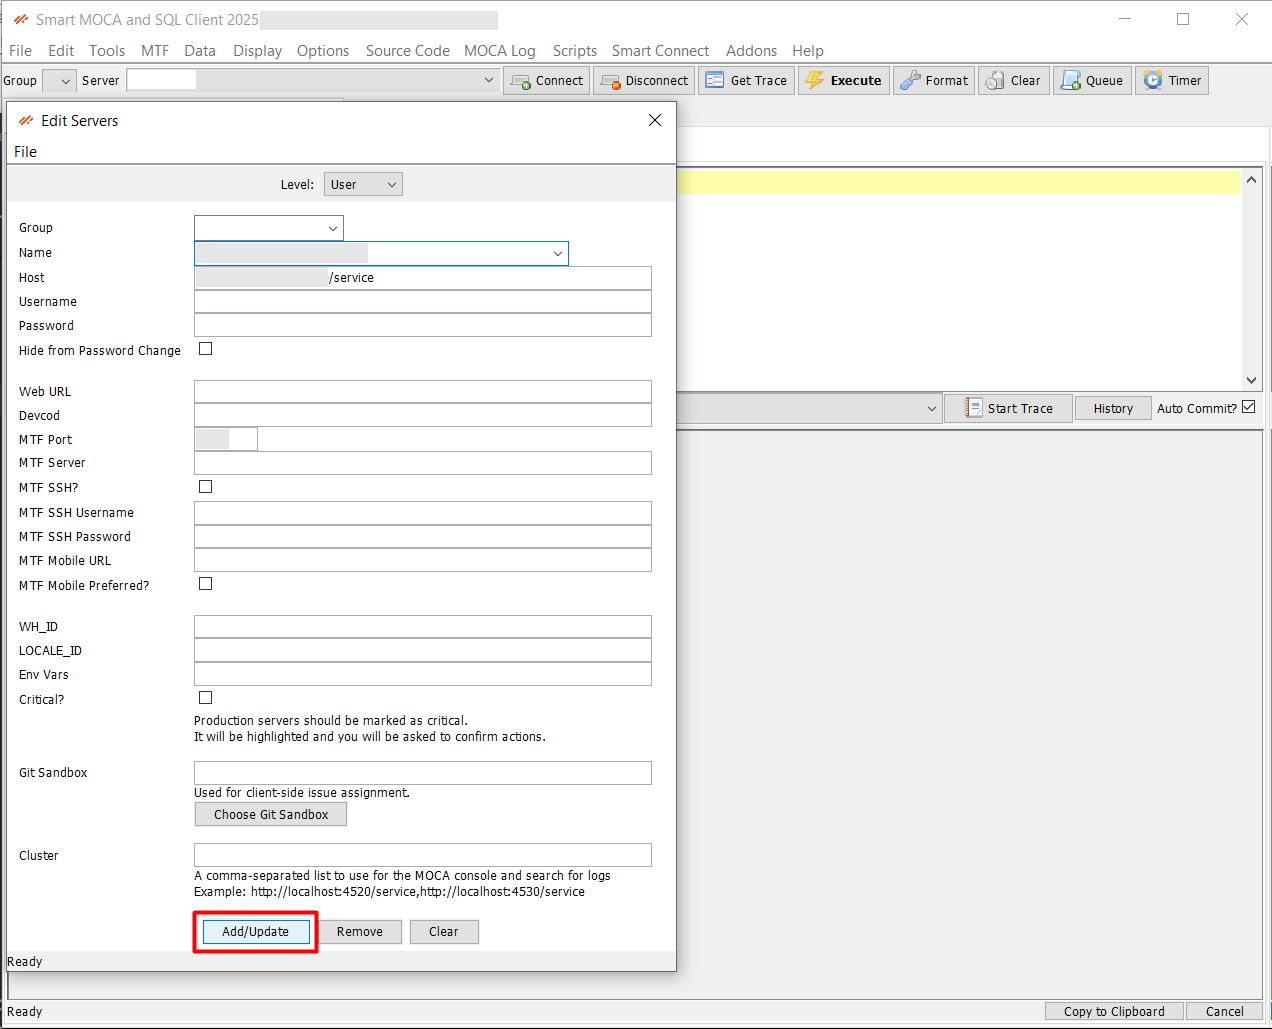 Smart MOCA and SQL Client 2025
File Edit Tools MTF Data Display Options Source Code MOCA Log Scripts Smart Connect Addons Help
Group Server Connect Disconnect Get Trace Execute Format Clear Queue Timer
Edit Servers
File
Level: User
Group
Name
Host /service
Username
Password
Hide from Password Change
Web URL
Devcod
MTF Port
MTF Server
MTF SSH?
MTF SSH Username
MTF SSH Password
MTF Mobile URL
MTF Mobile Preferred?
WH_ID
LOCALE_ID
Env Vars
Critical?
Production servers should be marked as critical.
It will be highlighted and you will be asked to confirm actions.
Git Sandbox
Used for client-side issue assignment.
Choose Git Sandbox
Cluster
A comma-separated list to use for the MOCA console and search for logs
Example: http://localhost:4520/service,http://localhost:4530/service
Add/Update Remove Clear
Ready
Start Trace History Auto Commit?
Ready Copy to Clipboard Cancel